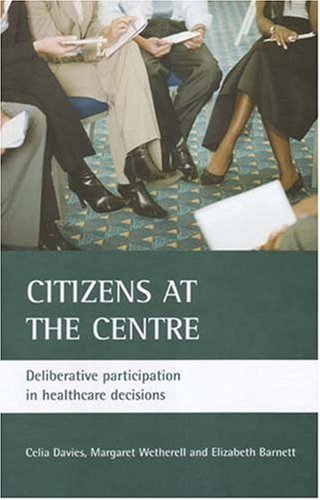 CITIZENS AT
THE CENTRE
Deliberative participation
in healthcare decisions
Celia Davies, Margaret Wetherell and Elizabeth Barnett